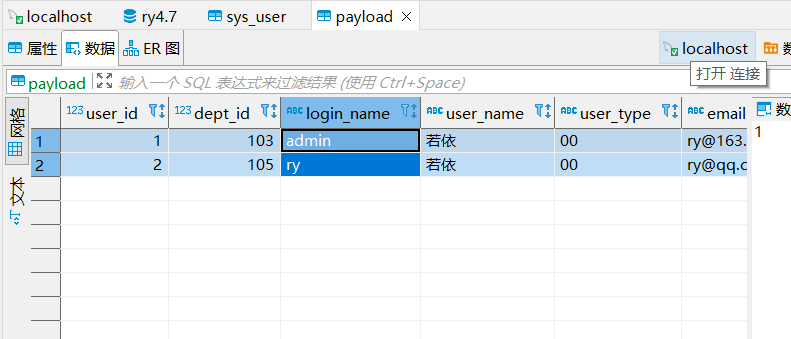 localhost ry4.7 sys_user payload
属性 数据 ER 图 localhost 数
打开 连接
payload 输入一个 SQL 表达式来过滤结果 (使用 Ctrl+Space)
网格 123 user_id 123 dept_id ABC login_name ABC user_name ABC user_type ABC email 数
1 1 103 admin 若依 00 ry@163. 1
2 2 105 ry 若依 00 ry@qq.c
文本